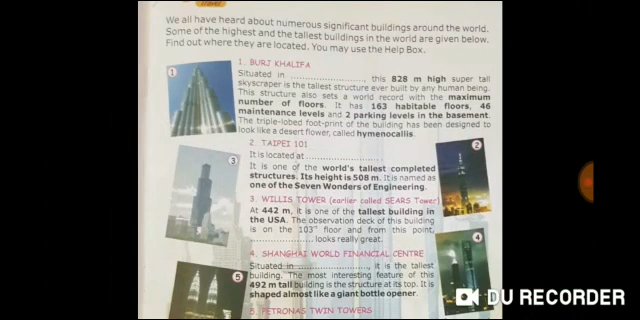 travel
We all have heard about numerous significant buildings around the world.
Some of the highest and the tallest buildings in the world are given below.
Find out where they are located. You may use the Help Box.
1. BURJ KHALIFA
Situated in ........................, this 828 m high super tall
skyscraper is the tallest structure ever built by any human being.
This structure also sets a world record with the maximum
number of floors. It has 163 habitable floors, 46
maintenance levels and 2 parking levels in the basement.
The triple-lobed foot-print of the building has been designed to
look like a desert flower, called hymenocallis.
2. TAIPEI 101
It is located at ........................
It is one of the world's tallest completed
structures. Its height is 508 m. It is named as
one of the Seven Wonders of Engineering.
3. WILLIS TOWER (earlier called SEARS Tower)
At 442 m, it is one of the tallest building in
the USA. The observation deck of this building
is on the 103rd floor and from this point,
.................... looks really great.
4. SHANGHAI WORLD FINANCIAL CENTRE
Situated in ........................, it is the tallest
building. The most interesting feature of this
492 m tall building is the structure at its top. It is
shaped almost like a giant bottle opener.
5. PETRONAS TWIN TOWERS
1
3
2
4
5
DU RECORDER